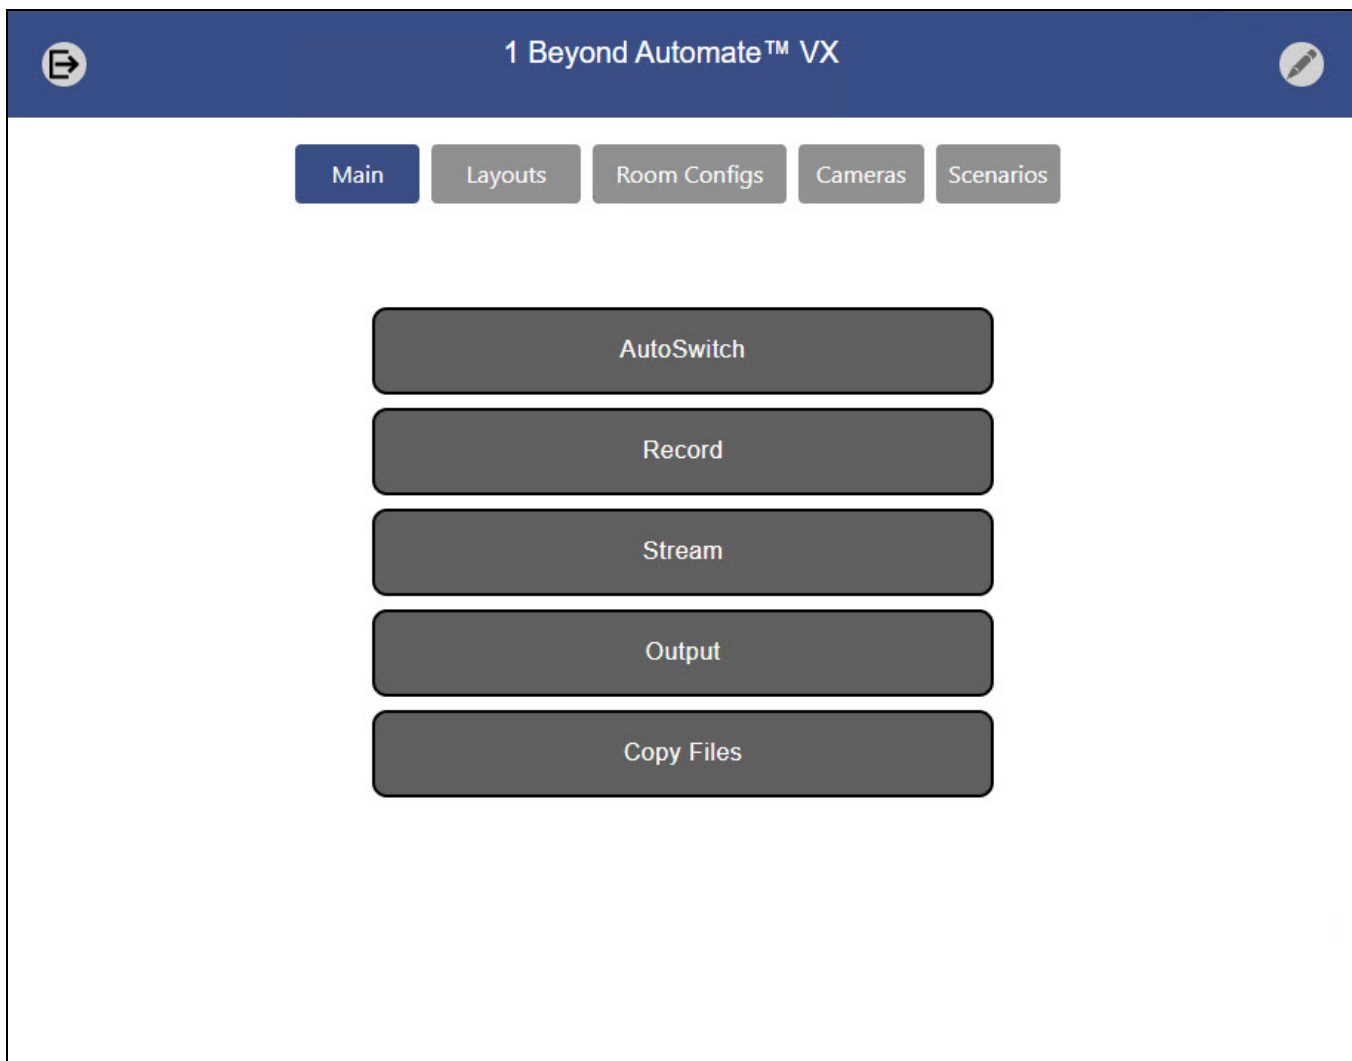 1 Beyond Automate™ VX
Main Layouts Room Configs Cameras Scenarios
AutoSwitch
Record
Stream
Output
Copy Files